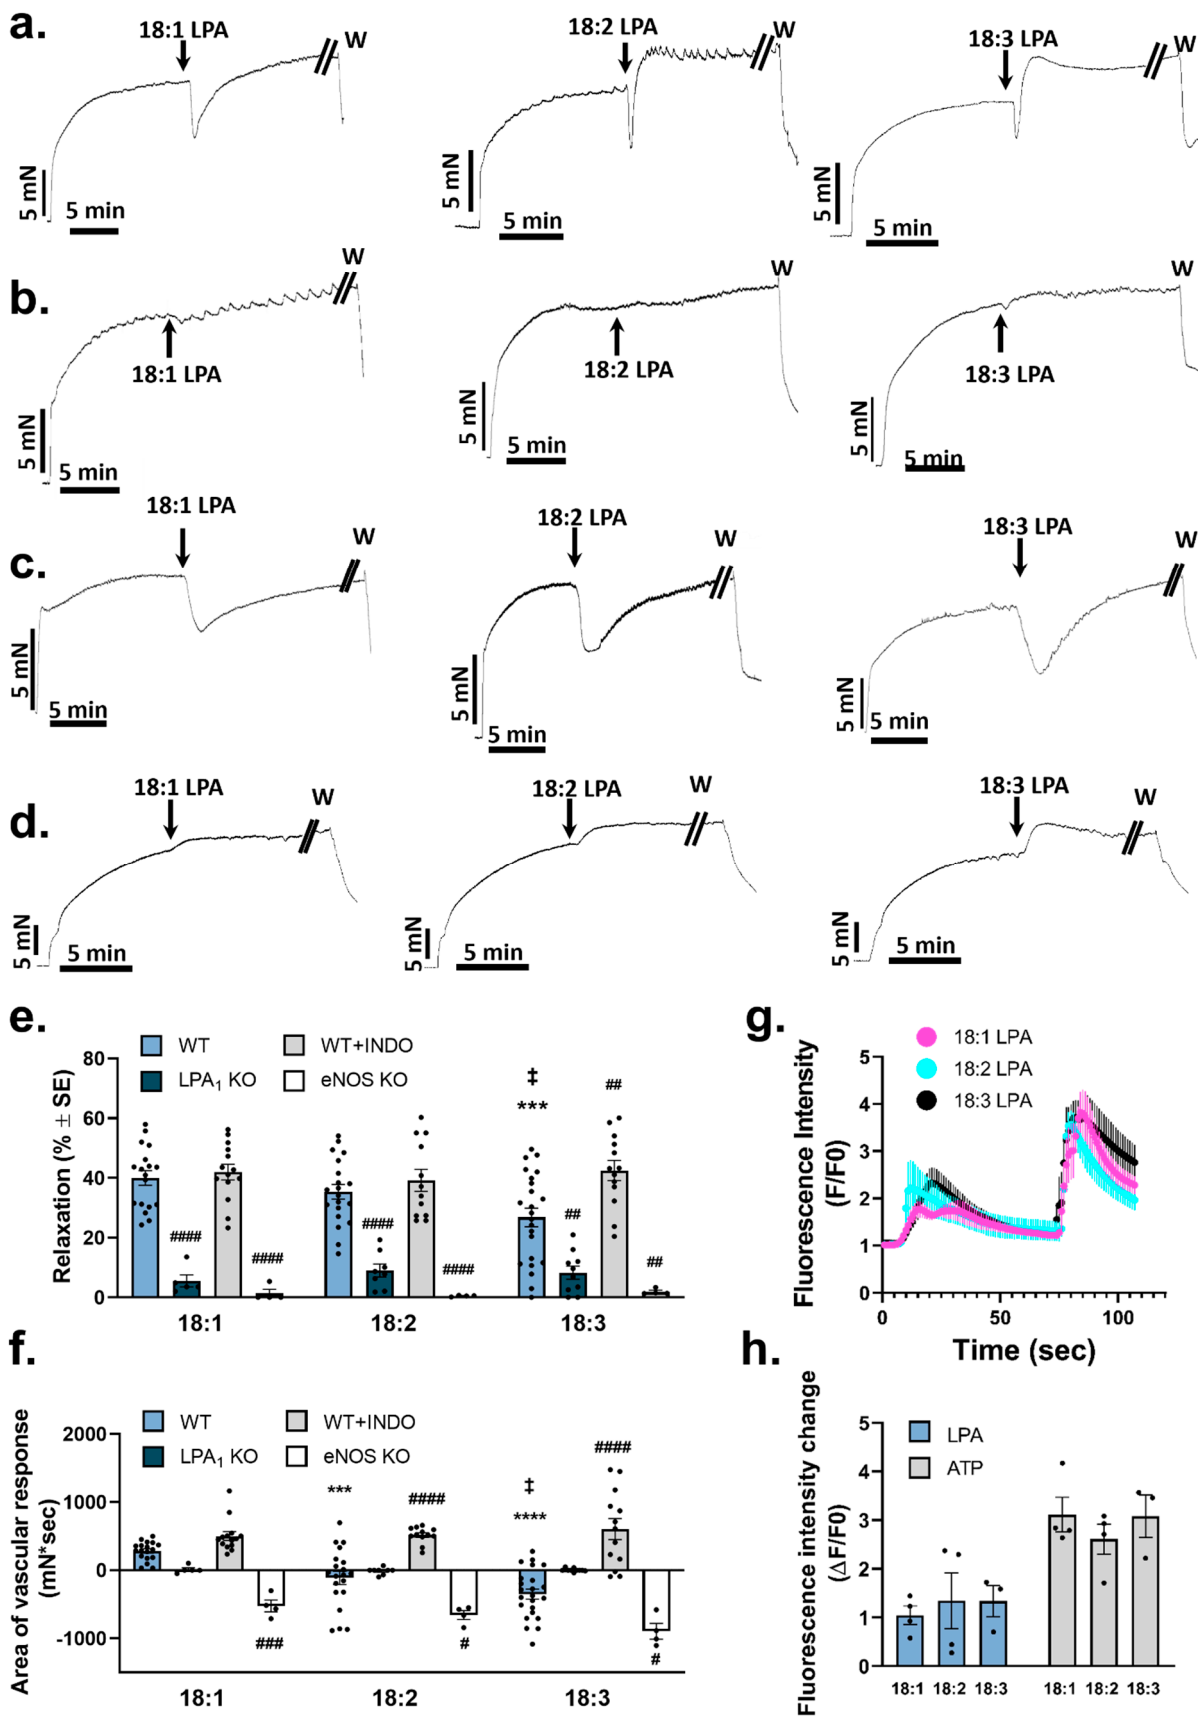 a.
18:1 LPA
W
5 mN
5 min
18:2 LPA
W
5 mN
5 min
18:3 LPA
W
5 mN
5 min
b.
18:1 LPA
W
5 mN
5 min
18:2 LPA
W
5 mN
5 min
18:3 LPA
W
5 mN
5 min
c.
18:1 LPA
W
5 mN
5 min
18:2 LPA
W
5 mN
5 min
18:3 LPA
W
5 mN
5 min
d.
18:1 LPA
W
5 mN
5 min
18:2 LPA
W
5 mN
5 min
18:3 LPA
W
5 mN
5 min
e.
WT
WT+INDO
LPA₁ KO
eNOS KO
Relaxation (% ± SE)
80
60
40
20
0
####
####
####
####
‡
***
##
##
##
18:1
18:2
18:3
f.
WT
WT+INDO
LPA₁ KO
eNOS KO
Area of vascular response
(mN*sec)
2000
1000
0
-1000
###
***
####
#
‡
****
####
#
18:1
18:2
18:3
g.
18:1 LPA
18:2 LPA
18:3 LPA
Fluorescence Intensity
(F/F0)
5
4
3
2
1
0
0
50
100
Time (sec)
h.
LPA
ATP
Fluorescence intensity change
(ΔF/F0)
5
4
3
2
1
0
18:1 18:2 18:3
18:1 18:2 18:3